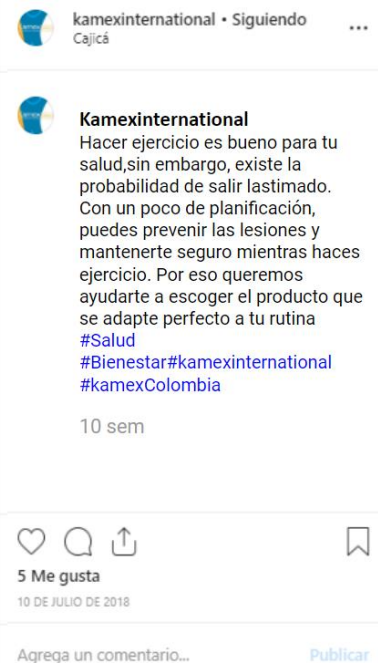 kamexinternational • Siguiendo
Cajicá
Kamexinternational
Hacer ejercicio es bueno para tu
salud,sin embargo, existe la
probabilidad de salir lastimado.
Con un poco de planificación,
puedes prevenir las lesiones y
mantenerte seguro mientras haces
ejercicio. Por eso queremos
ayudarte a escoger el producto que
se adapte perfecto a tu rutina
#Salud
#Bienestar#kamexinternational
#kamexColombia
10 sem
5 Me gusta
10 DE JULIO DE 2018
Agrega un comentario...
Publicar